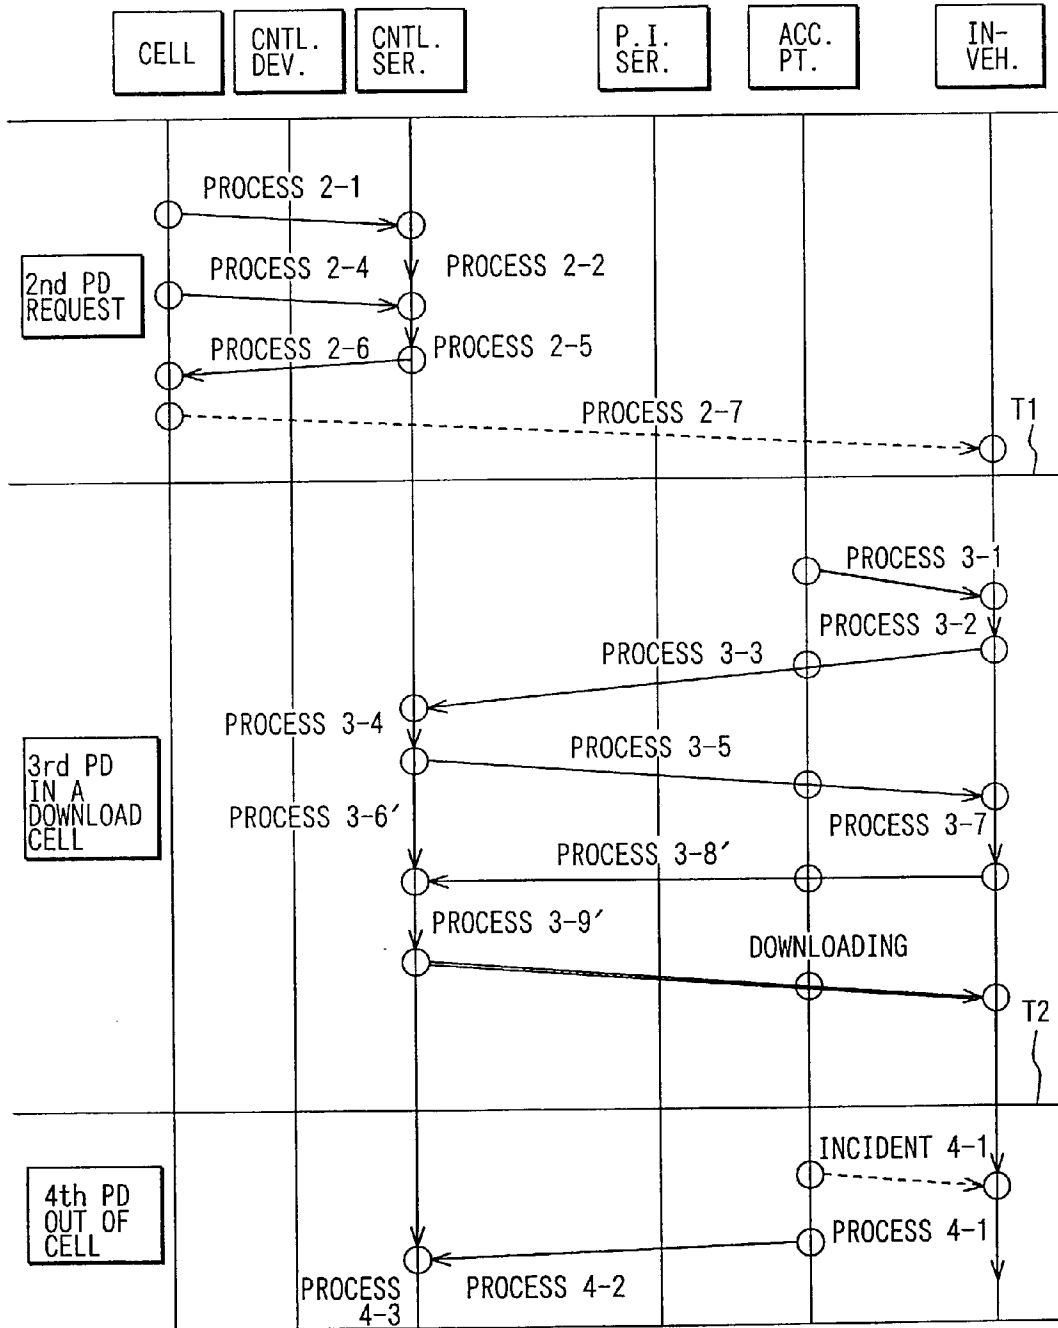 CELL
CNTL.
DEV.
CNTL.
SER.
P.I.
SER.
ACC.
PT.
IN-
VEH.
PROCESS 2-1
PROCESS 2-4
PROCESS 2-2
2nd PD
REQUEST
PROCESS 2-6
PROCESS 2-5
PROCESS 2-7
T1
PROCESS 3-1
PROCESS 3-2
PROCESS 3-3
PROCESS 3-4
PROCESS 3-5
3rd PD
IN A
DOWNLOAD
CELL
PROCESS 3-6′
PROCESS 3-7
PROCESS 3-8′
PROCESS 3-9′
DOWNLOADING
T2
INCIDENT 4-1
4th PD
OUT OF
CELL
PROCESS 4-1
PROCESS 4-2
PROCESS
4-3